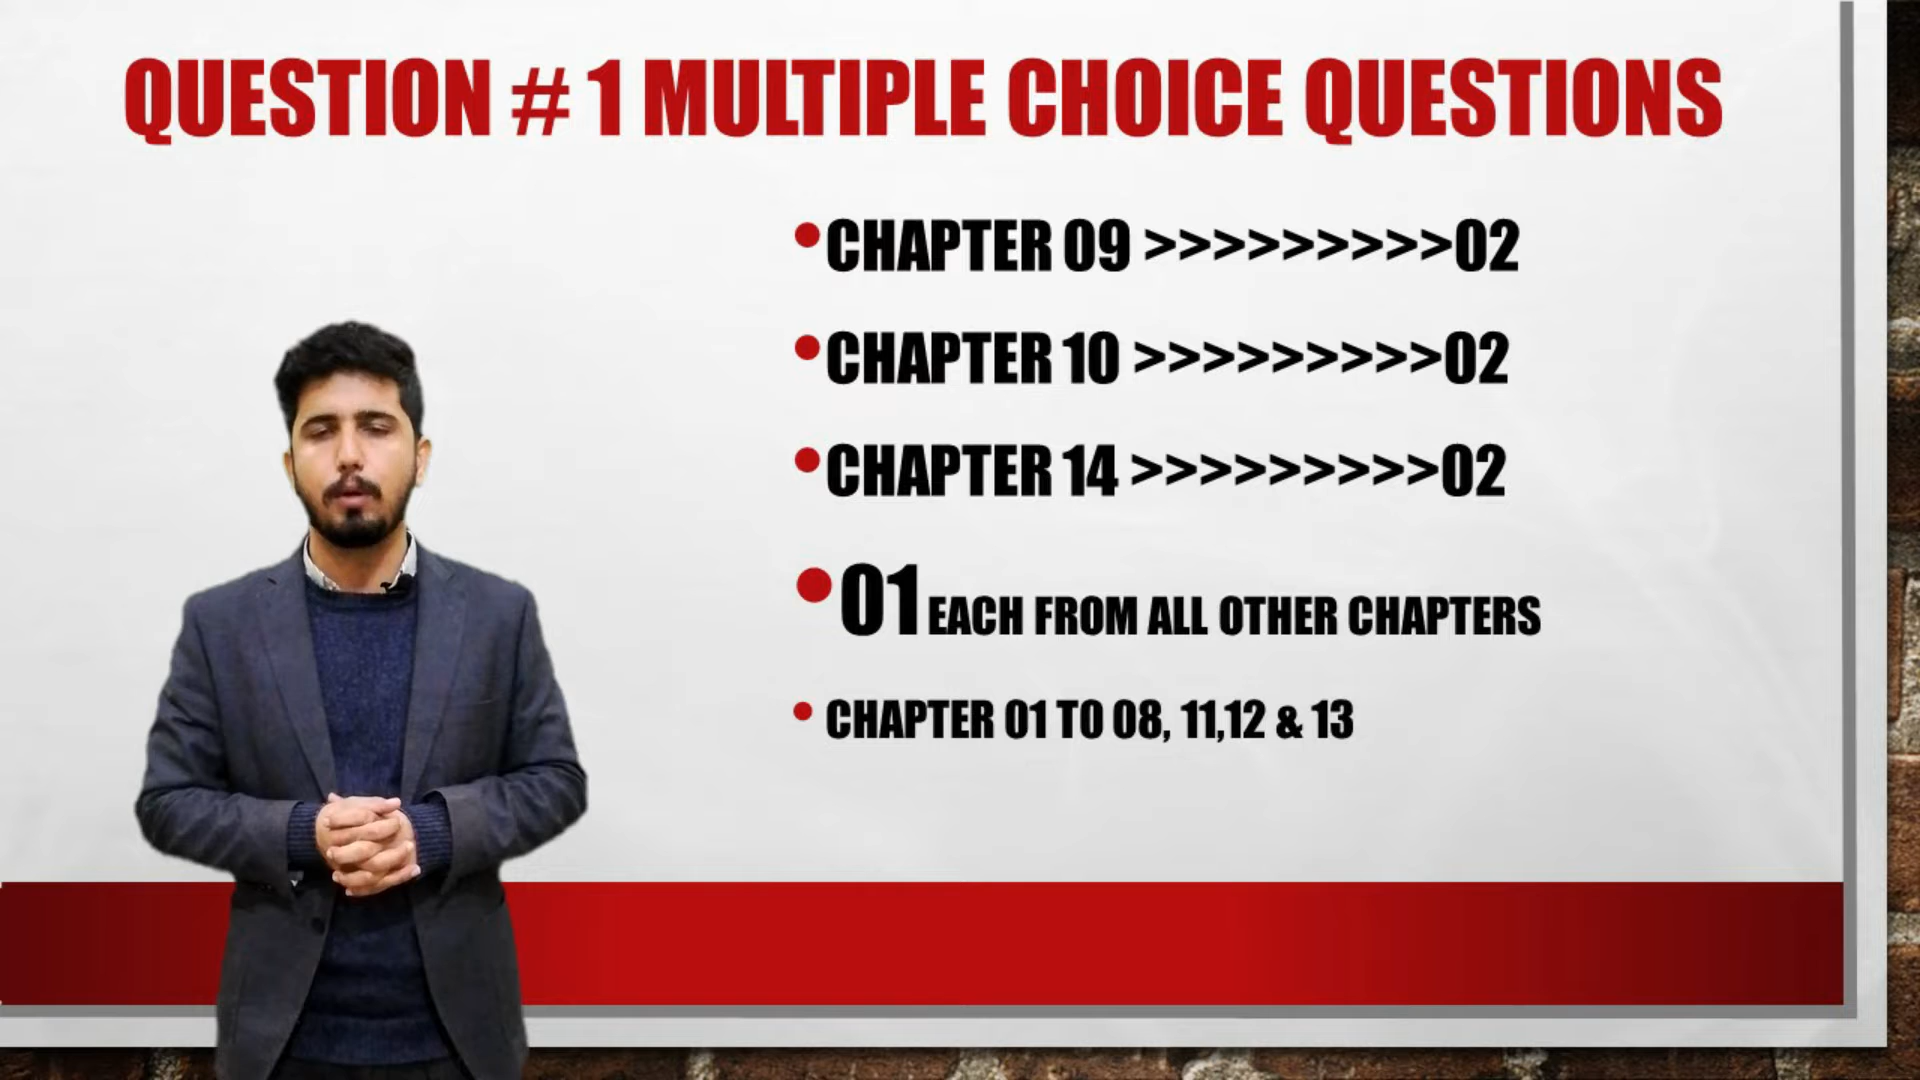 QUESTION # 1 MULTIPLE CHOICE QUESTIONS
•CHAPTER 09 >>>>>>>>>02
•CHAPTER 10 >>>>>>>>>02
•CHAPTER 14 >>>>>>>>>02
•01 EACH FROM ALL OTHER CHAPTERS
• CHAPTER 01 TO 08, 11,12 & 13